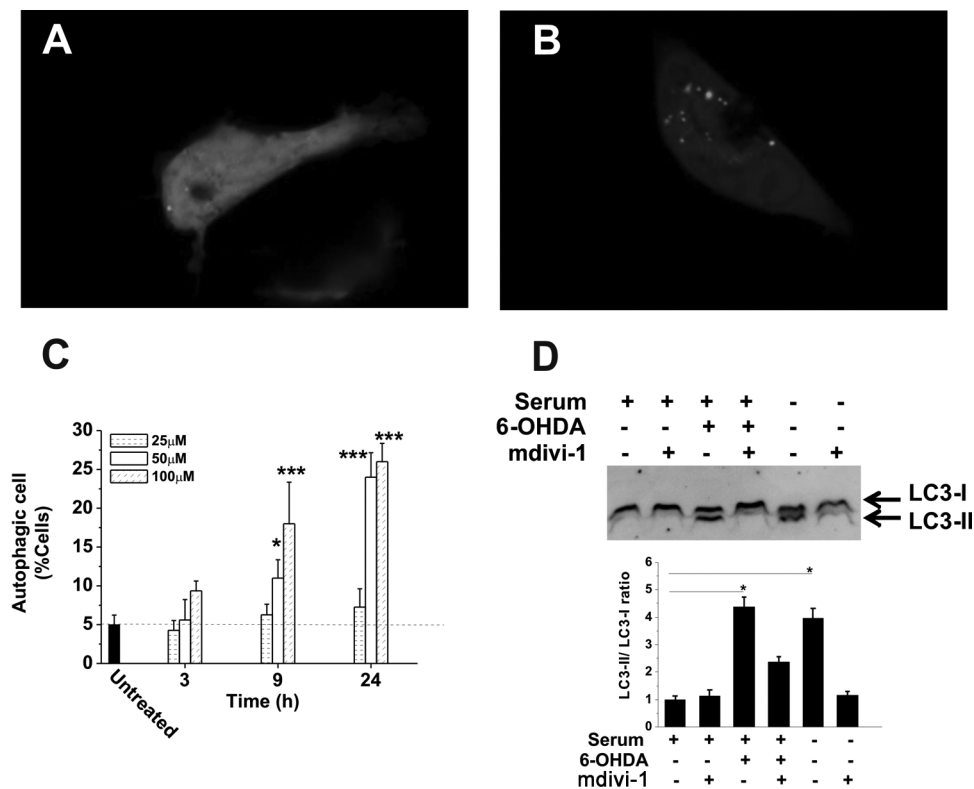 A
B
C
D
Autophagic cell
(%Cells)
30
25
20
15
10
5
0
25μM
50μM
100μM
*
***
***
***
Untreated
3
9
24
Time (h)
Serum + + + + - -
6-OHDA - - + + - -
mdivi-1 - + - + - +
LC3-I
LC3-II
LC3-II/ LC3-I ratio
6
5
4
3
2
1
0
*
*
Serum + + + + - -
6-OHDA - - + + - -
mdivi-1 - + - + - +